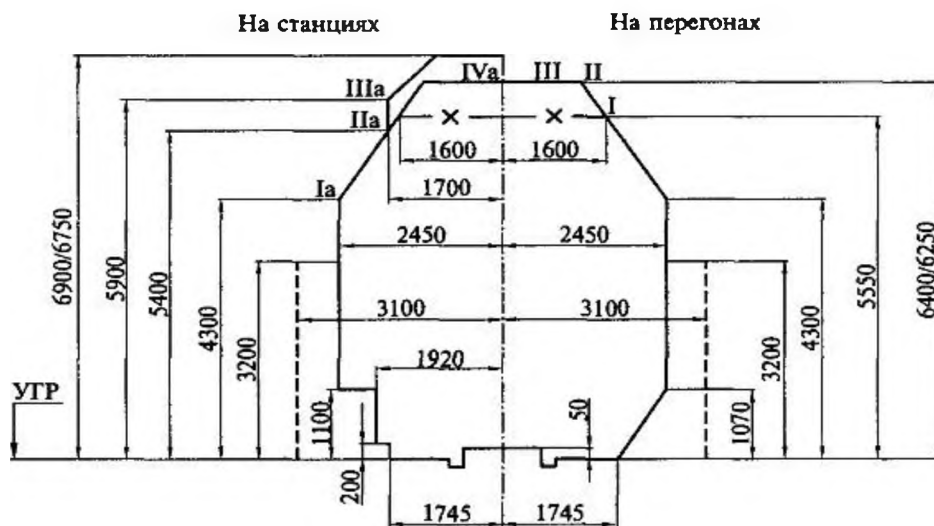 На станциях
На перегонах
IVa III II
IIIa
IIa
I
1600 1600
Ia
1700
2450 2450
3100 3100
1920
6900/6750
5900
5400
4300
3200
УГР
1100
200
50
1070
3200
4300
5550
6400/6250
1745 1745